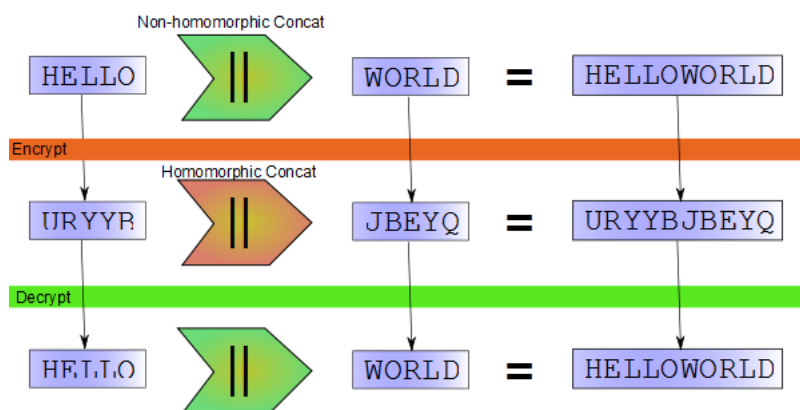 Non-homomorphic Concat
HELLO || WORLD = HELLOWORLD
Encrypt
Homomorphic Concat
URYYB || JBEYQ = URYYBJBEYQ
Decrypt
HELLO || WORLD = HELLOWORLD